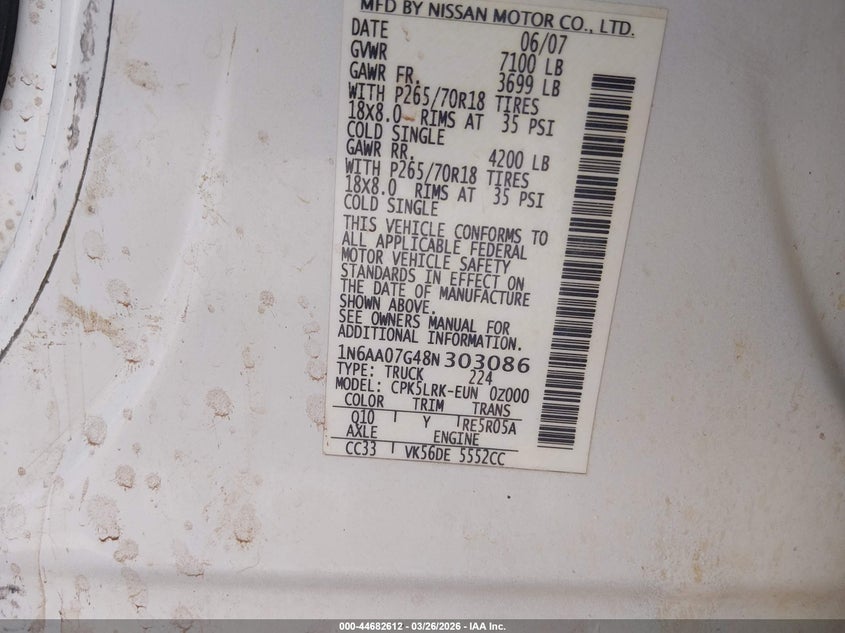 MFD BY NISSAN MOTOR CO., LTD.
DATE 06/07
GVWR 7100 LB
GAWR FR. 3699 LB
WITH P265/70R18 TIRES
18X8.0 RIMS AT 35 PSI
COLD SINGLE
GAWR RR. 4200 LB
WITH P265/70R18 TIRES
18X8.0 RIMS AT 35 PSI
COLD SINGLE
THIS VEHICLE CONFORMS TO
ALL APPLICABLE FEDERAL
MOTOR VEHICLE SAFETY
STANDARDS IN EFFECT ON
THE DATE OF MANUFACTURE
SHOWN ABOVE.
SEE OWNERS MANUAL FOR
ADDITIONAL INFORMATION.
1N6AA07G48N303086
TYPE: TRUCK 224
MODEL: CPK5LRK-EUN 0Z000
COLOR TRIM TRANS
Q10 Y RE5R05A
AXLE ENGINE
CC33 VK56DE 5552CC
000-44682612 - 03/26/2026 - IAA Inc.